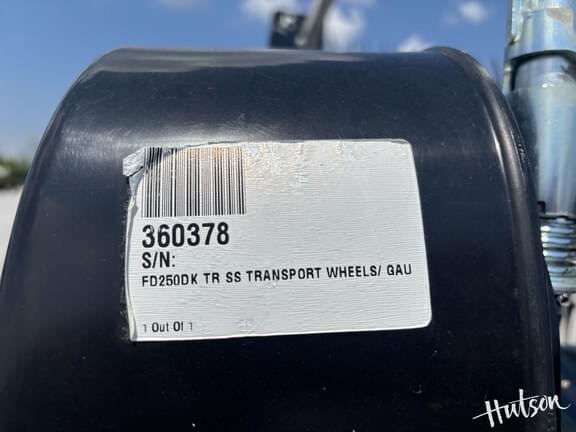 360378
S/N:
FD250DK TR SS TRANSPORT WHEELS/ GAU
1 Out Of 1
Hutson